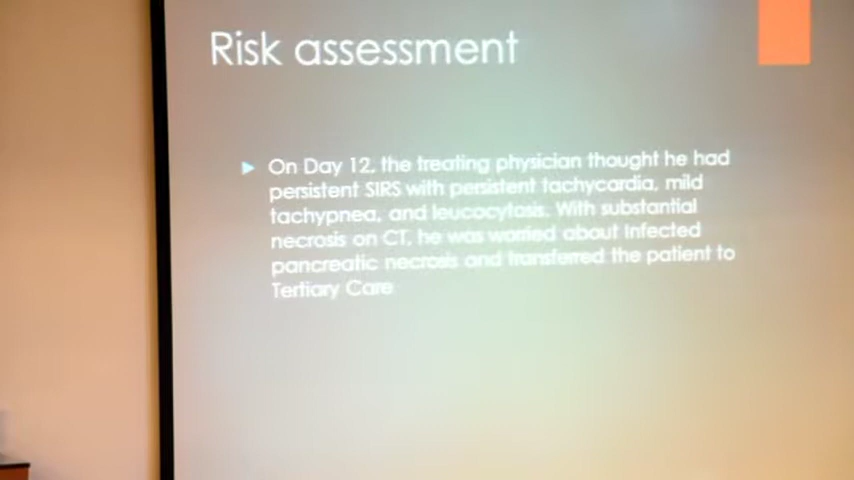 Risk assessment
On Day 12, the treating physician thought he had
persistent SIRS with persistent tachycardia, mild
tachypnea, and leucocytosis. With substantial
necrosis on CT, he was worried about infected
pancreatic necrosis and transferred the patient to
Tertiary Care